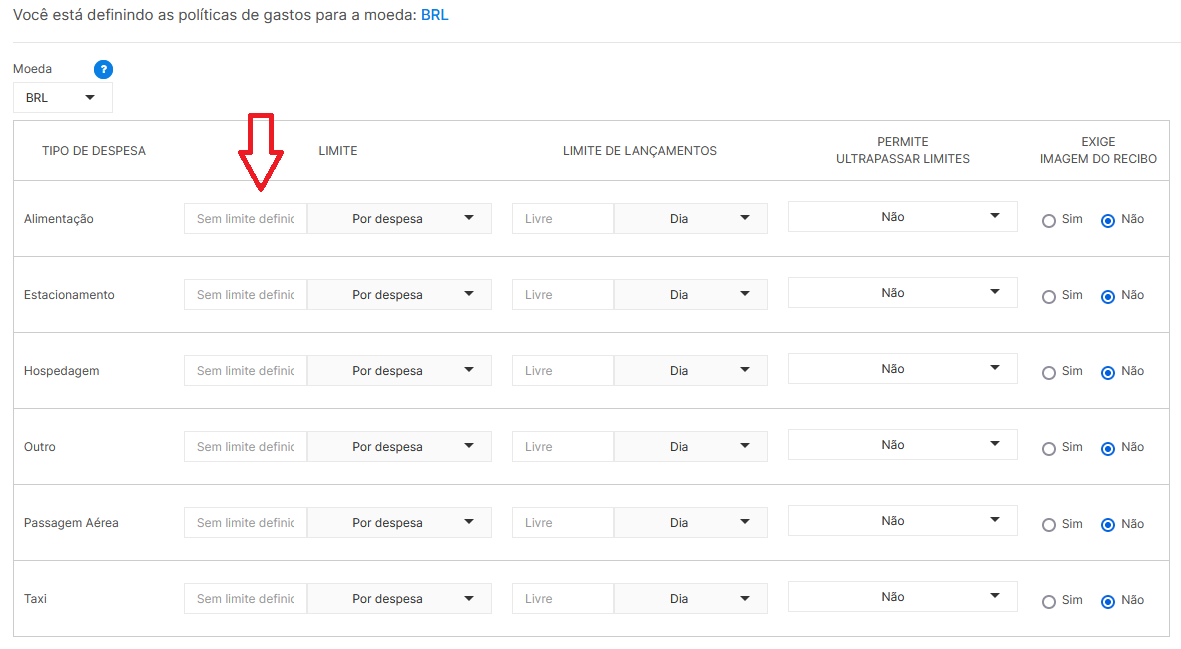 Você está definindo as políticas de gastos para a moeda: BRL
Moeda ?
BRL
TIPO DE DESPESA LIMITE LIMITE DE LANÇAMENTOS PERMITE ULTRAPASSAR LIMITES EXIGE IMAGEM DO RECIBO
Alimentação Sem limite definic Por despesa Livre Dia Não Sim Não
Estacionamento Sem limite definic Por despesa Livre Dia Não Sim Não
Hospedagem Sem limite definic Por despesa Livre Dia Não Sim Não
Outro Sem limite definic Por despesa Livre Dia Não Sim Não
Passagem Aérea Sem limite definic Por despesa Livre Dia Não Sim Não
Taxi Sem limite definic Por despesa Livre Dia Não Sim Não